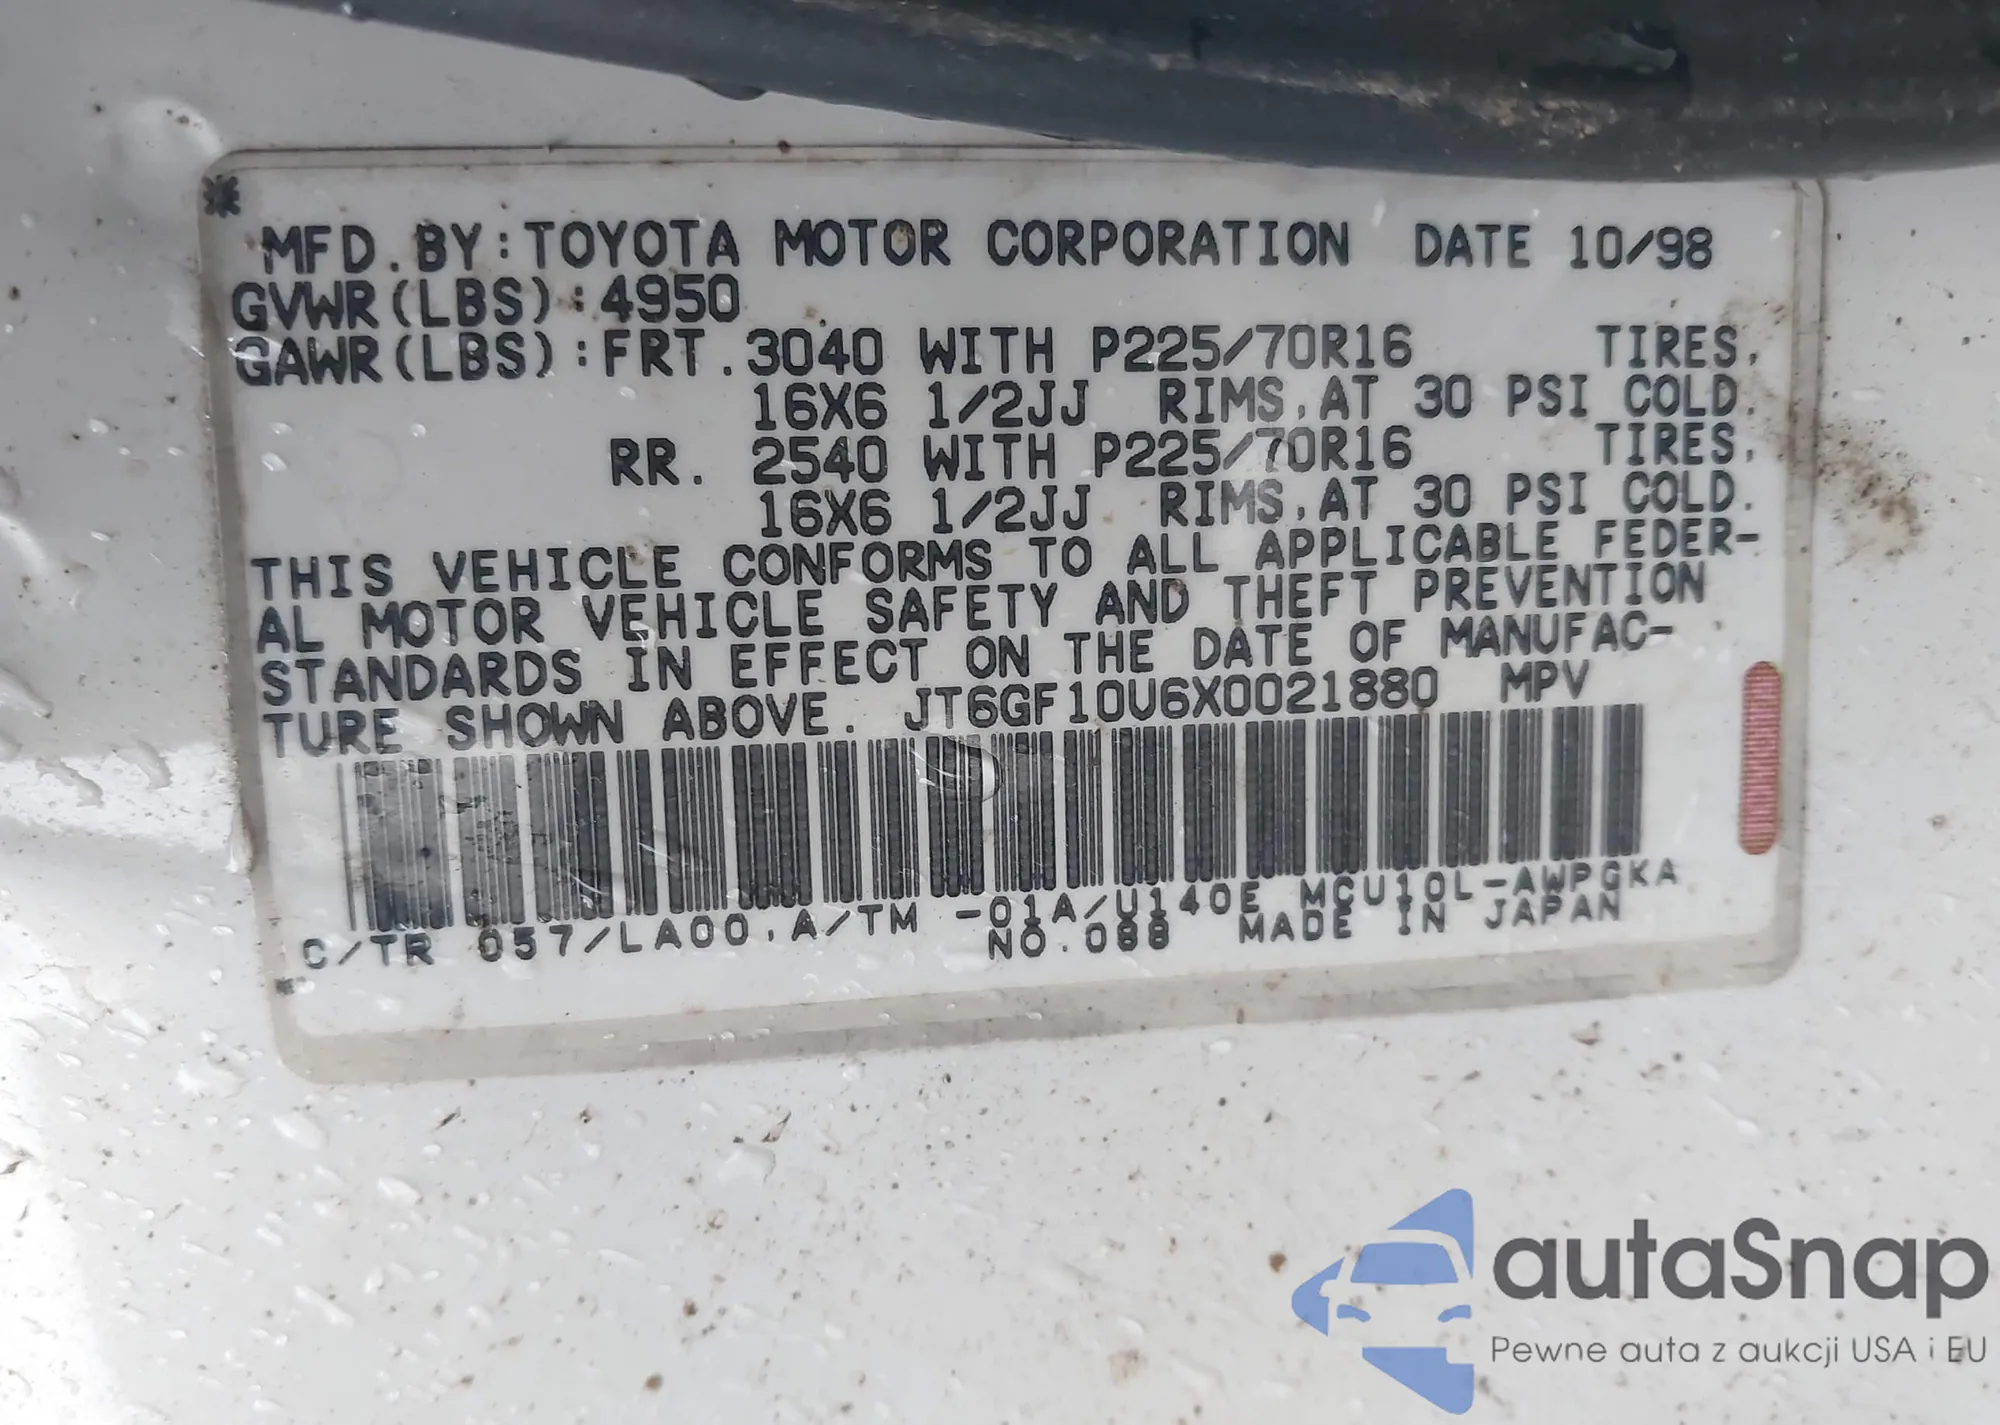 MFD.BY:TOYOTA MOTOR CORPORATION DATE 10/98
GVWR(LBS):4950
GAWR(LBS):FRT.3040 WITH P225/70R16 TIRES,
16X6 1/2JJ RIMS,AT 30 PSI COLD.
RR. 2540 WITH P225/70R16 TIRES,
16X6 1/2JJ RIMS,AT 30 PSI COLD.
THIS VEHICLE CONFORMS TO ALL APPLICABLE FEDER-
AL MOTOR VEHICLE SAFETY AND THEFT PREVENTION
STANDARDS IN EFFECT ON THE DATE OF MANUFAC-
TURE SHOWN ABOVE. JT6GF10U6X0021880 MPV
C/TR 057/LA00,A/TM -01A/U140E MCU10L-AWPGKA
NO.088 MADE IN JAPAN
autaSnap
Pewne auta z aukcji USA i EU